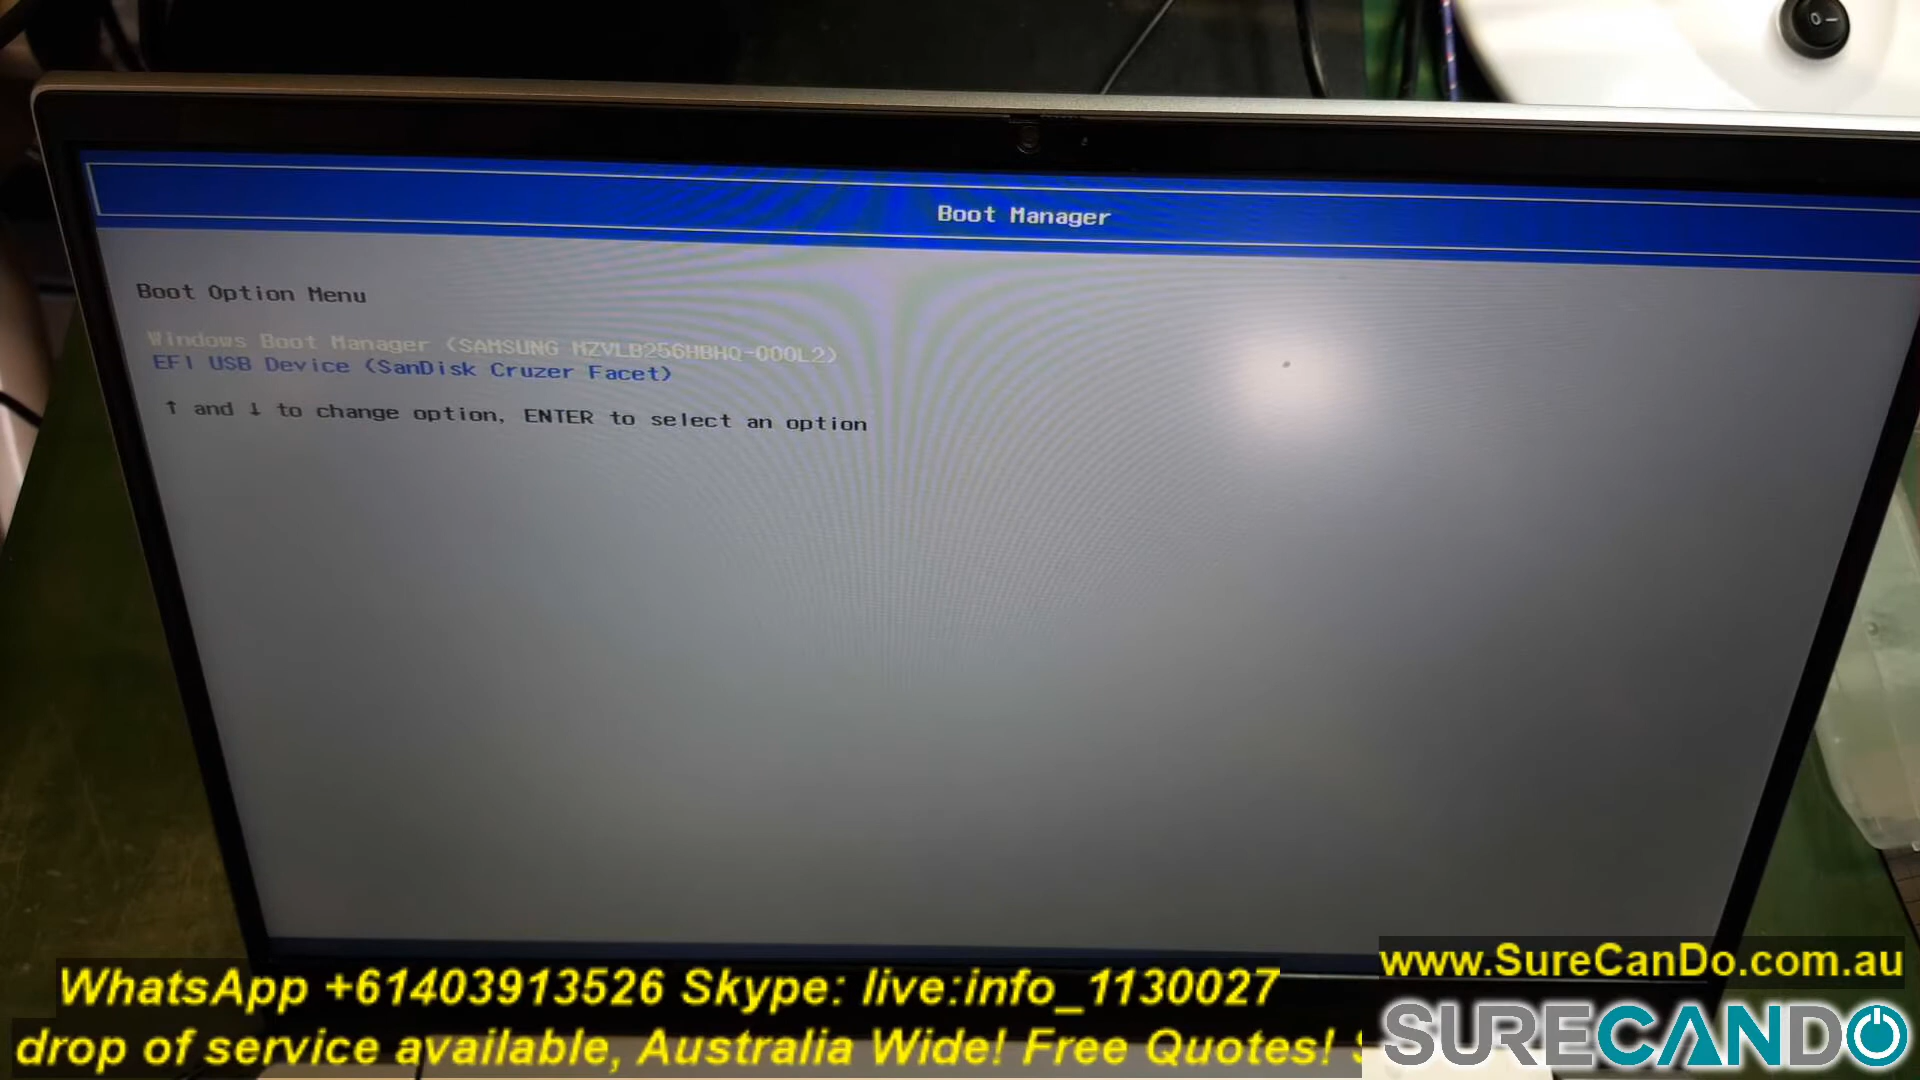 Boot Manager
Boot Option Menu
Windows Boot Manager (SAMSUNG MZVLB256HBHQ-000L2)
EFI USB Device (SanDisk Cruzer Facet)
↑ and ↓ to change option, ENTER to select an option
WhatsApp +61403913526 Skype: live:info_1130027
www.SureCanDo.com.au
drop of service available, Australia Wide! Free Quotes!
SURECANDO
0 –